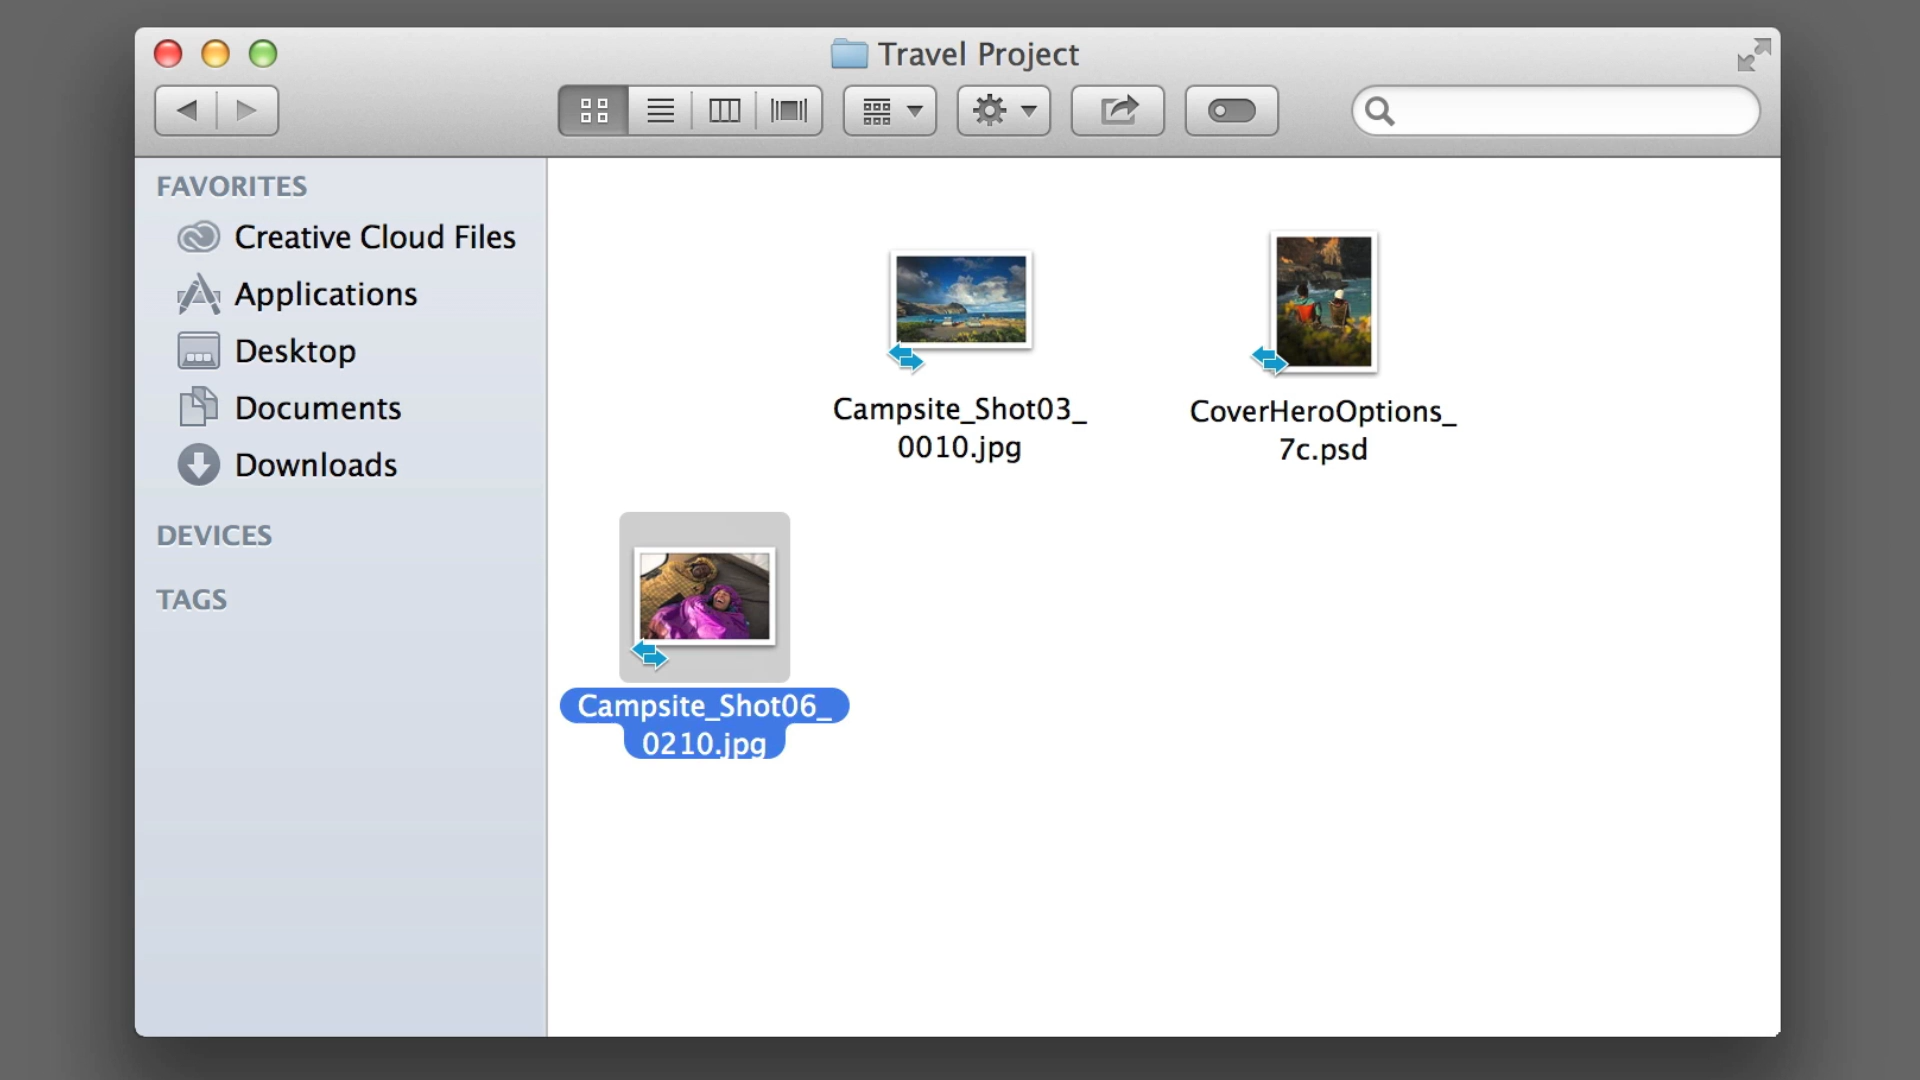 Travel Project
FAVORITES
Creative Cloud Files
Applications
Desktop
Documents
Downloads
DEVICES
TAGS
Campsite_Shot03_
0010.jpg
CoverHeroOptions_
7c.psd
Campsite_Shot06_
0210.jpg